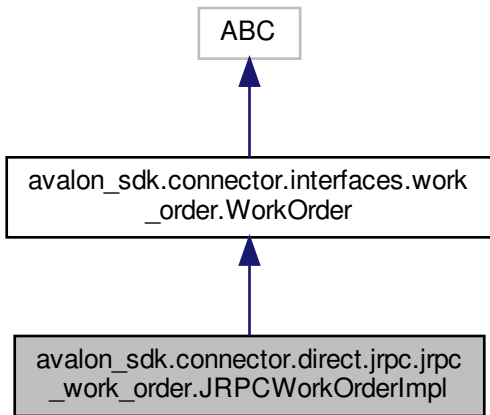 ABC
avalon_sdk.connector.interfaces.work
_order.WorkOrder
avalon_sdk.connector.direct.jrpc.jrpc
_work_order.JRPCWorkOrderImpl